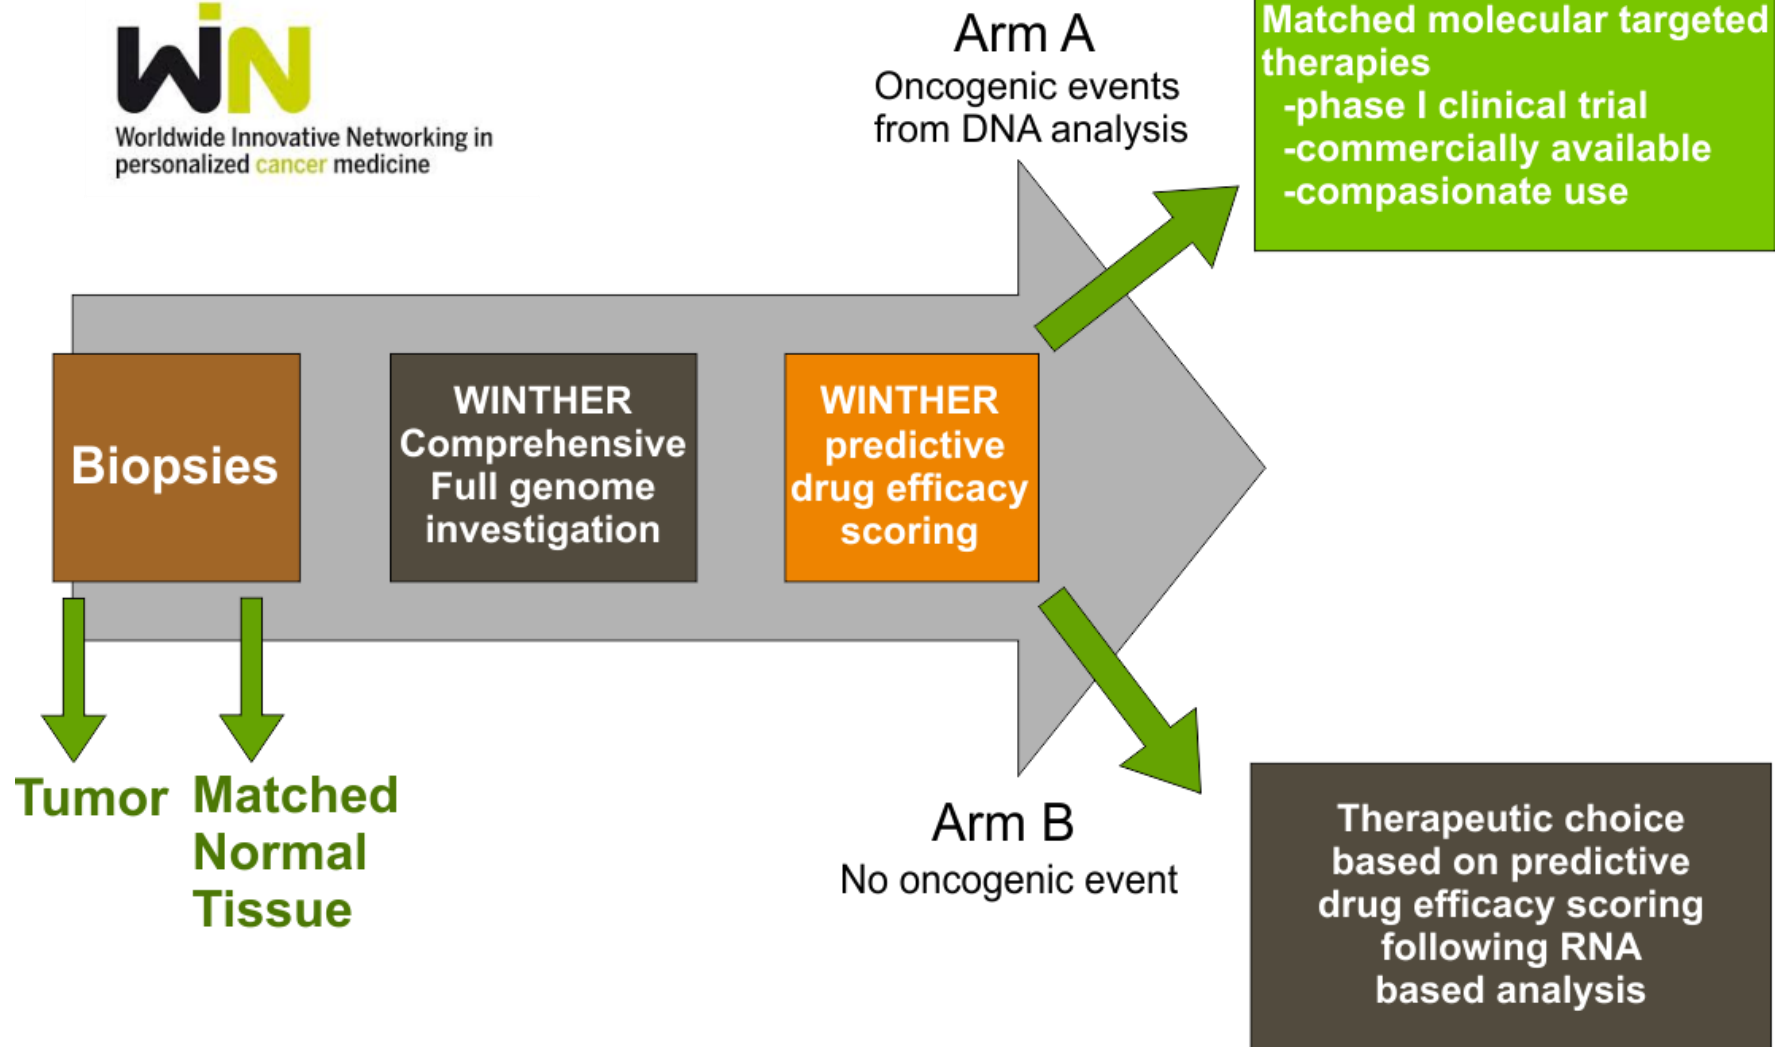 WIN
Worldwide Innovative Networking in
personalized cancer medicine
Arm A
Oncogenic events
from DNA analysis
Matched molecular targeted
therapies
-phase I clinical trial
-commercially available
-compasionate use
Biopsies
WINTHER
Comprehensive
Full genome
investigation
WINTHER
predictive
drug efficacy
scoring
Tumor
Matched
Normal
Tissue
Arm B
No oncogenic event
Therapeutic choice
based on predictive
drug efficacy scoring
following RNA
based analysis